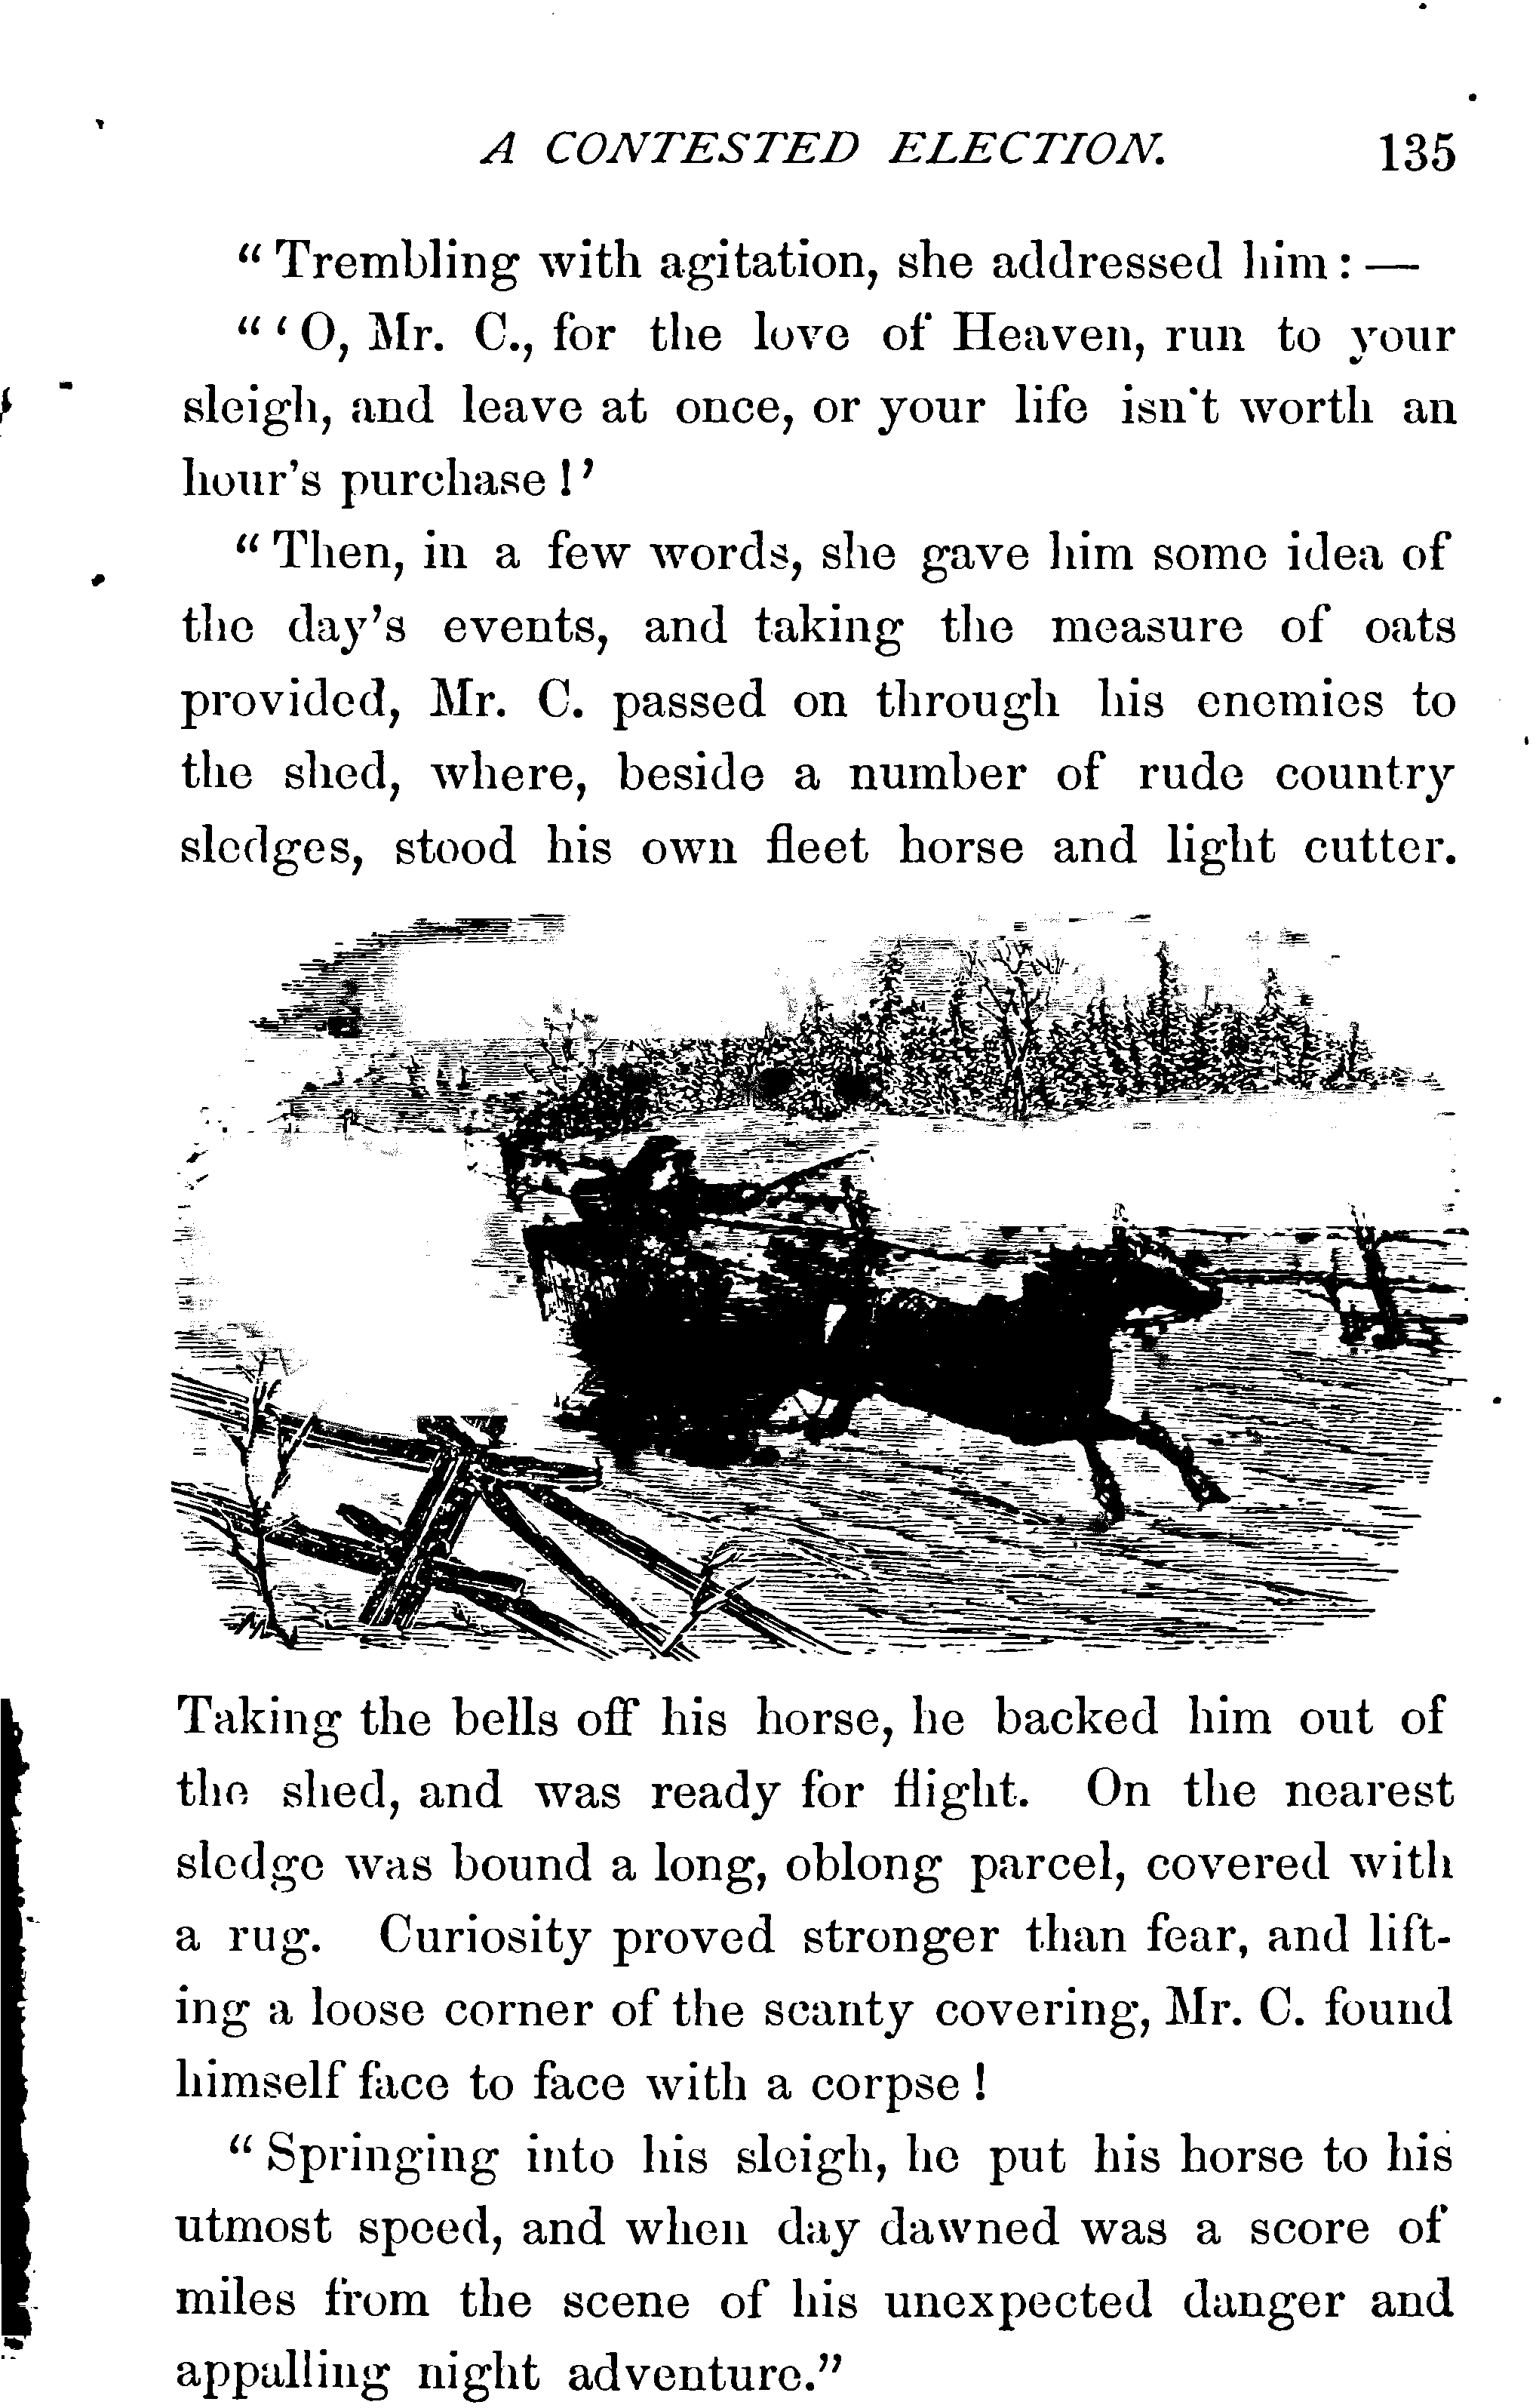 A CONTESTED ELECTION. 135
“Trembling with agitation, she addressed him: —
“‘O, Mr. C., for the love of Heaven, run to your
sleigh, and leave at once, or your life isn't worth an
hour's purchase!’
“Then, in a few words, she gave him some idea of
the day's events, and taking the measure of oats
provided, Mr. C. passed on through his enemies to
the shed, where, beside a number of rude country
sledges, stood his own fleet horse and light cutter.
Taking the bells off his horse, he backed him out of
the shed, and was ready for flight. On the nearest
sledge was bound a long, oblong parcel, covered with
a rug. Curiosity proved stronger than fear, and lift-
ing a loose corner of the scanty covering, Mr. C. found
himself face to face with a corpse!
“Springing into his sleigh, he put his horse to his
utmost speed, and when day dawned was a score of
miles from the scene of his unexpected danger and
appalling night adventure.”